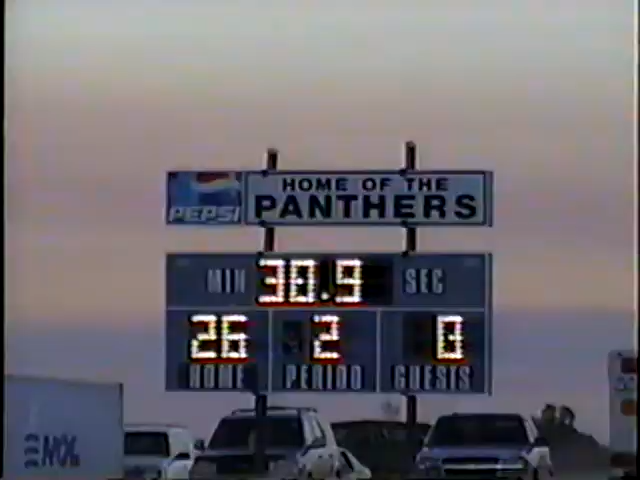 PEPSI
HOME OF THE
PANTHERS
MIN 30.9 SEC
26 2 0
HOME PERIOD GUESTS